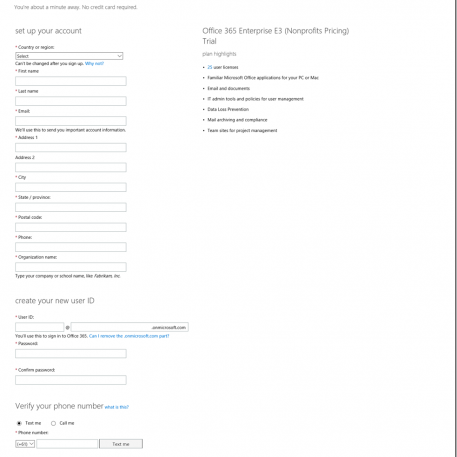 You're about a minute away. No credit card required.
set up your account
* Country or region:
Select
Can't be changed after you sign up. Why not?
* First name
* Last name
* Email:
We'll use this to send you important account information.
* Address 1
Address 2
* City
* State / province:
* Postal code:
* Phone:
* Organization name:
Type your company or school name, like Fabrikam, Inc.
create your new user ID
* User ID:
@ .onmicrosoft.com
You'll use this to sign in to Office 365. Can I remove the .onmicrosoft.com part?
* Password:
* Confirm password:
Verify your phone number what is this?
Text me Call me
* Phone number:
Text me
Office 365 Enterprise E3 (Nonprofits Pricing)
Trial
plan highlights
• 25 user licenses
• Familiar Microsoft Office applications for your PC or Mac
• Email and documents
• IT admin tools and policies for user management
• Data Loss Prevention
• Mail archiving and compliance
• Team sites for project management